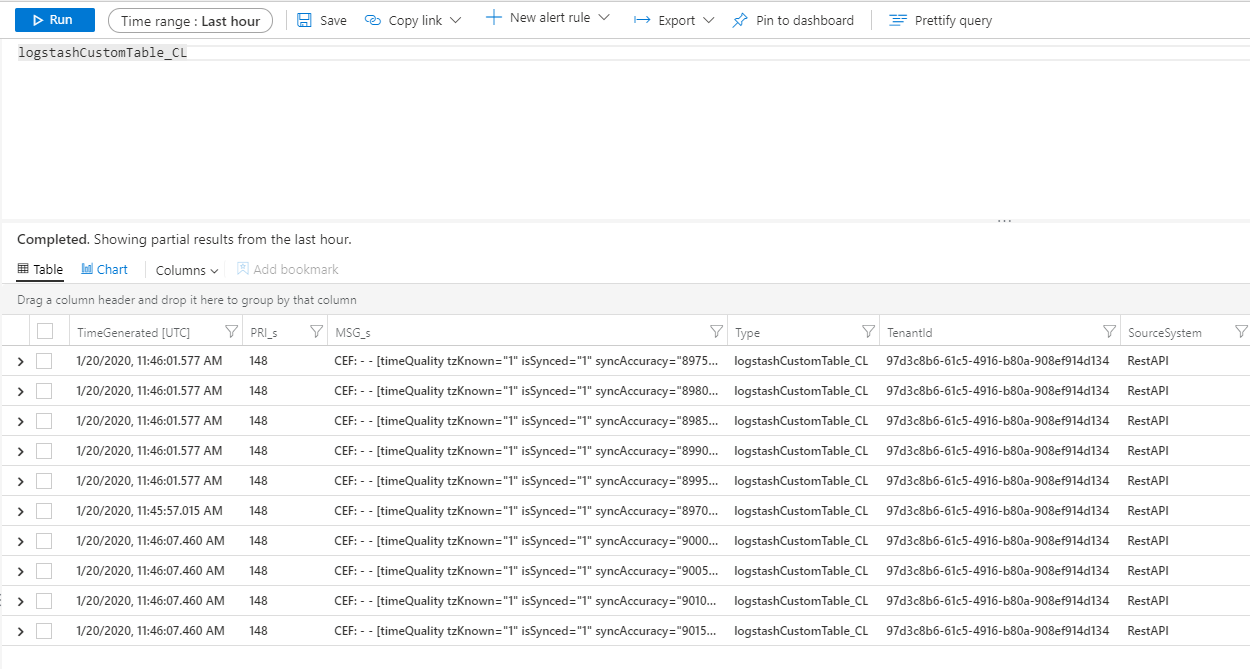 Run Time range : Last hour Save Copy link New alert rule Export Pin to dashboard Prettify query
logstashCustomTable_CL
...
Completed. Showing partial results from the last hour.
Table Chart Columns Add bookmark
Drag a column header and drop it here to group by that column
TimeGenerated [UTC] PRI_s MSG_s Type TenantId SourceSystem
1/20/2020, 11:46:01.577 AM 148 CEF: - - [timeQuality tzKnown="1" isSynced="1" syncAccuracy="8975... logstashCustomTable_CL 97d3c8b6-61c5-4916-b80a-908ef914d134 RestAPI
1/20/2020, 11:46:01.577 AM 148 CEF: - - [timeQuality tzKnown="1" isSynced="1" syncAccuracy="8980... logstashCustomTable_CL 97d3c8b6-61c5-4916-b80a-908ef914d134 RestAPI
1/20/2020, 11:46:01.577 AM 148 CEF: - - [timeQuality tzKnown="1" isSynced="1" syncAccuracy="8985... logstashCustomTable_CL 97d3c8b6-61c5-4916-b80a-908ef914d134 RestAPI
1/20/2020, 11:46:01.577 AM 148 CEF: - - [timeQuality tzKnown="1" isSynced="1" syncAccuracy="8990... logstashCustomTable_CL 97d3c8b6-61c5-4916-b80a-908ef914d134 RestAPI
1/20/2020, 11:46:01.577 AM 148 CEF: - - [timeQuality tzKnown="1" isSynced="1" syncAccuracy="8995... logstashCustomTable_CL 97d3c8b6-61c5-4916-b80a-908ef914d134 RestAPI
1/20/2020, 11:45:57.015 AM 148 CEF: - - [timeQuality tzKnown="1" isSynced="1" syncAccuracy="8970... logstashCustomTable_CL 97d3c8b6-61c5-4916-b80a-908ef914d134 RestAPI
1/20/2020, 11:46:07.460 AM 148 CEF: - - [timeQuality tzKnown="1" isSynced="1" syncAccuracy="9000... logstashCustomTable_CL 97d3c8b6-61c5-4916-b80a-908ef914d134 RestAPI
1/20/2020, 11:46:07.460 AM 148 CEF: - - [timeQuality tzKnown="1" isSynced="1" syncAccuracy="9005... logstashCustomTable_CL 97d3c8b6-61c5-4916-b80a-908ef914d134 RestAPI
1/20/2020, 11:46:07.460 AM 148 CEF: - - [timeQuality tzKnown="1" isSynced="1" syncAccuracy="9010... logstashCustomTable_CL 97d3c8b6-61c5-4916-b80a-908ef914d134 RestAPI
1/20/2020, 11:46:07.460 AM 148 CEF: - - [timeQuality tzKnown="1" isSynced="1" syncAccuracy="9015... logstashCustomTable_CL 97d3c8b6-61c5-4916-b80a-908ef914d134 RestAPI